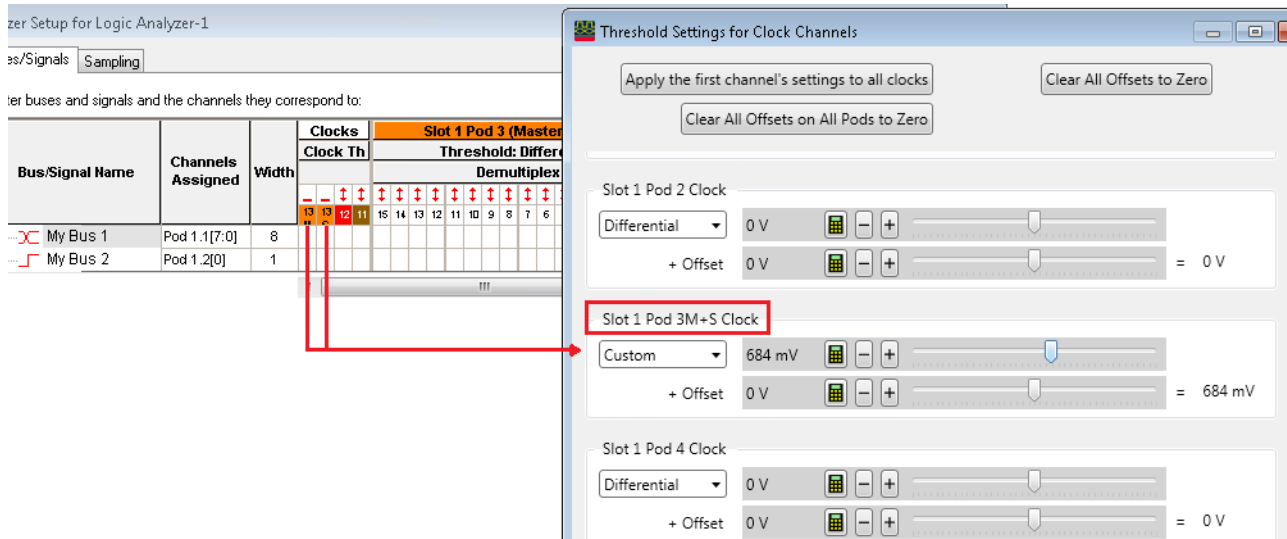 zer Setup for Logic Analyzer-1
es/Signals Sampling
ter buses and signals and the channels they correspond to:
Bus/Signal Name Channels Assigned Width Clocks Slot 1 Pod 3 (Master
Clock Th Threshold: Differe
Demultiplex
13 M 13 S 12 11 15 14 13 12 11 10 9 8 7 6
My Bus 1 Pod 1.1[7:0] 8
My Bus 2 Pod 1.2[0] 1
Threshold Settings for Clock Channels
Apply the first channel's settings to all clocks Clear All Offsets to Zero
Clear All Offsets on All Pods to Zero
Slot 1 Pod 2 Clock
Differential 0 V - +
+ Offset 0 V - + = 0 V
Slot 1 Pod 3M+S Clock
Custom 684 mV - +
+ Offset 0 V - + = 684 mV
Slot 1 Pod 4 Clock
Differential 0 V - +
+ Offset 0 V - + = 0 V